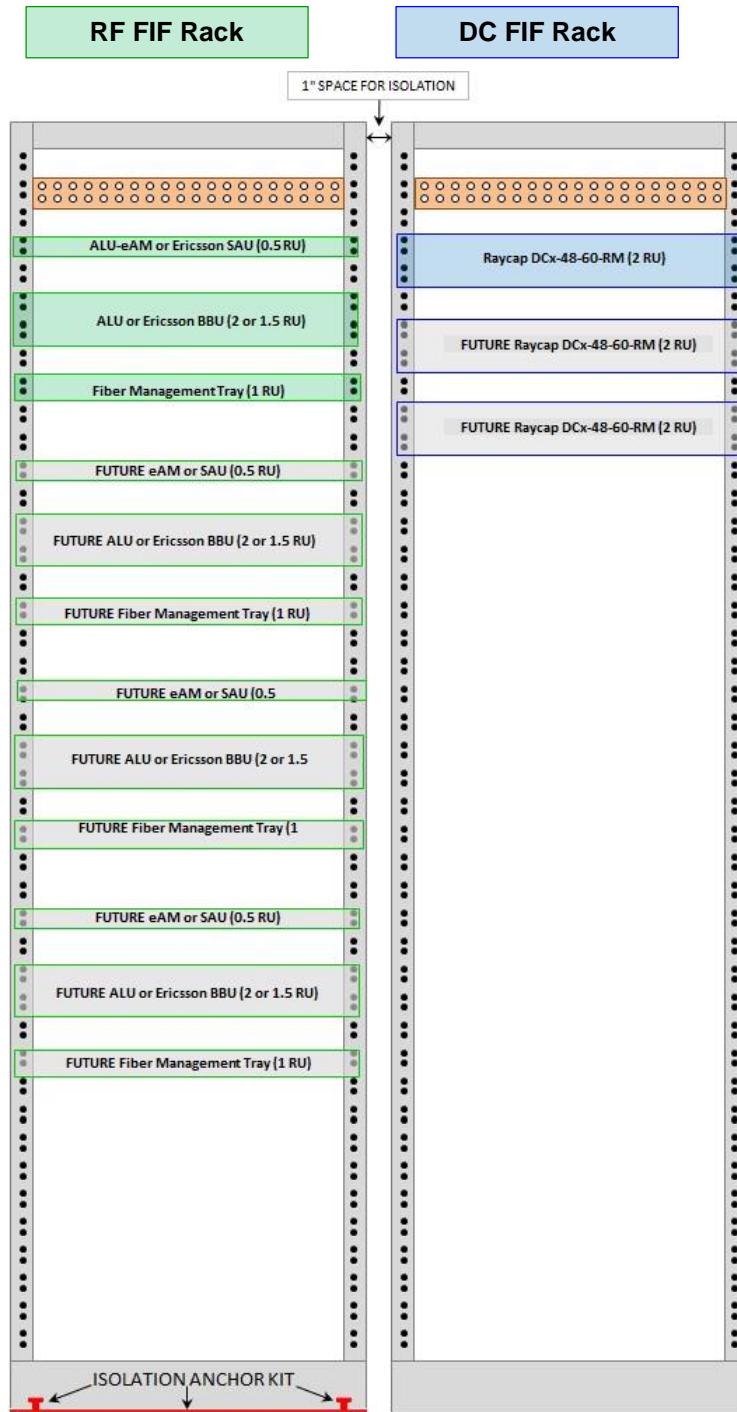 RF FIF Rack
DC FIF Rack
1" SPACE FOR ISOLATION
ALU-eAM or Ericsson SAU (0.5 RU)
ALU or Ericsson BBU (2 or 1.5 RU)
Fiber Management Tray (1 RU)
FUTURE eAM or SAU (0.5 RU)
FUTURE ALU or Ericsson BBU (2 or 1.5 RU)
FUTURE Fiber Management Tray (1 RU)
FUTURE eAM or SAU (0.5
FUTURE ALU or Ericsson BBU (2 or 1.5
FUTURE Fiber Management Tray (1
FUTURE eAM or SAU (0.5 RU)
FUTURE ALU or Ericsson BBU (2 or 1.5 RU)
FUTURE Fiber Management Tray (1 RU)
ISOLATION ANCHOR KIT
Raycap DCx-48-60-RM (2 RU)
FUTURE Raycap DCx-48-60-RM (2 RU)
FUTURE Raycap DCx-48-60-RM (2 RU)